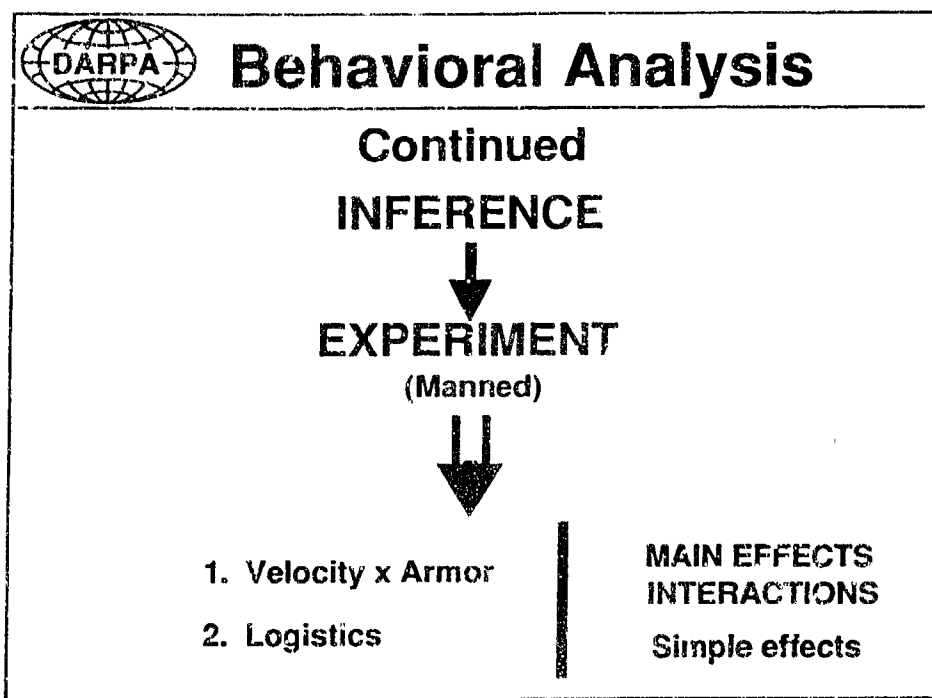 DARPA
Behavioral Analysis
Continued
INFERENCE
EXPERIMENT
(Manned)
1. Velocity x Armor
2. Logistics
MAIN EFFECTS
INTERACTIONS
Simple effects